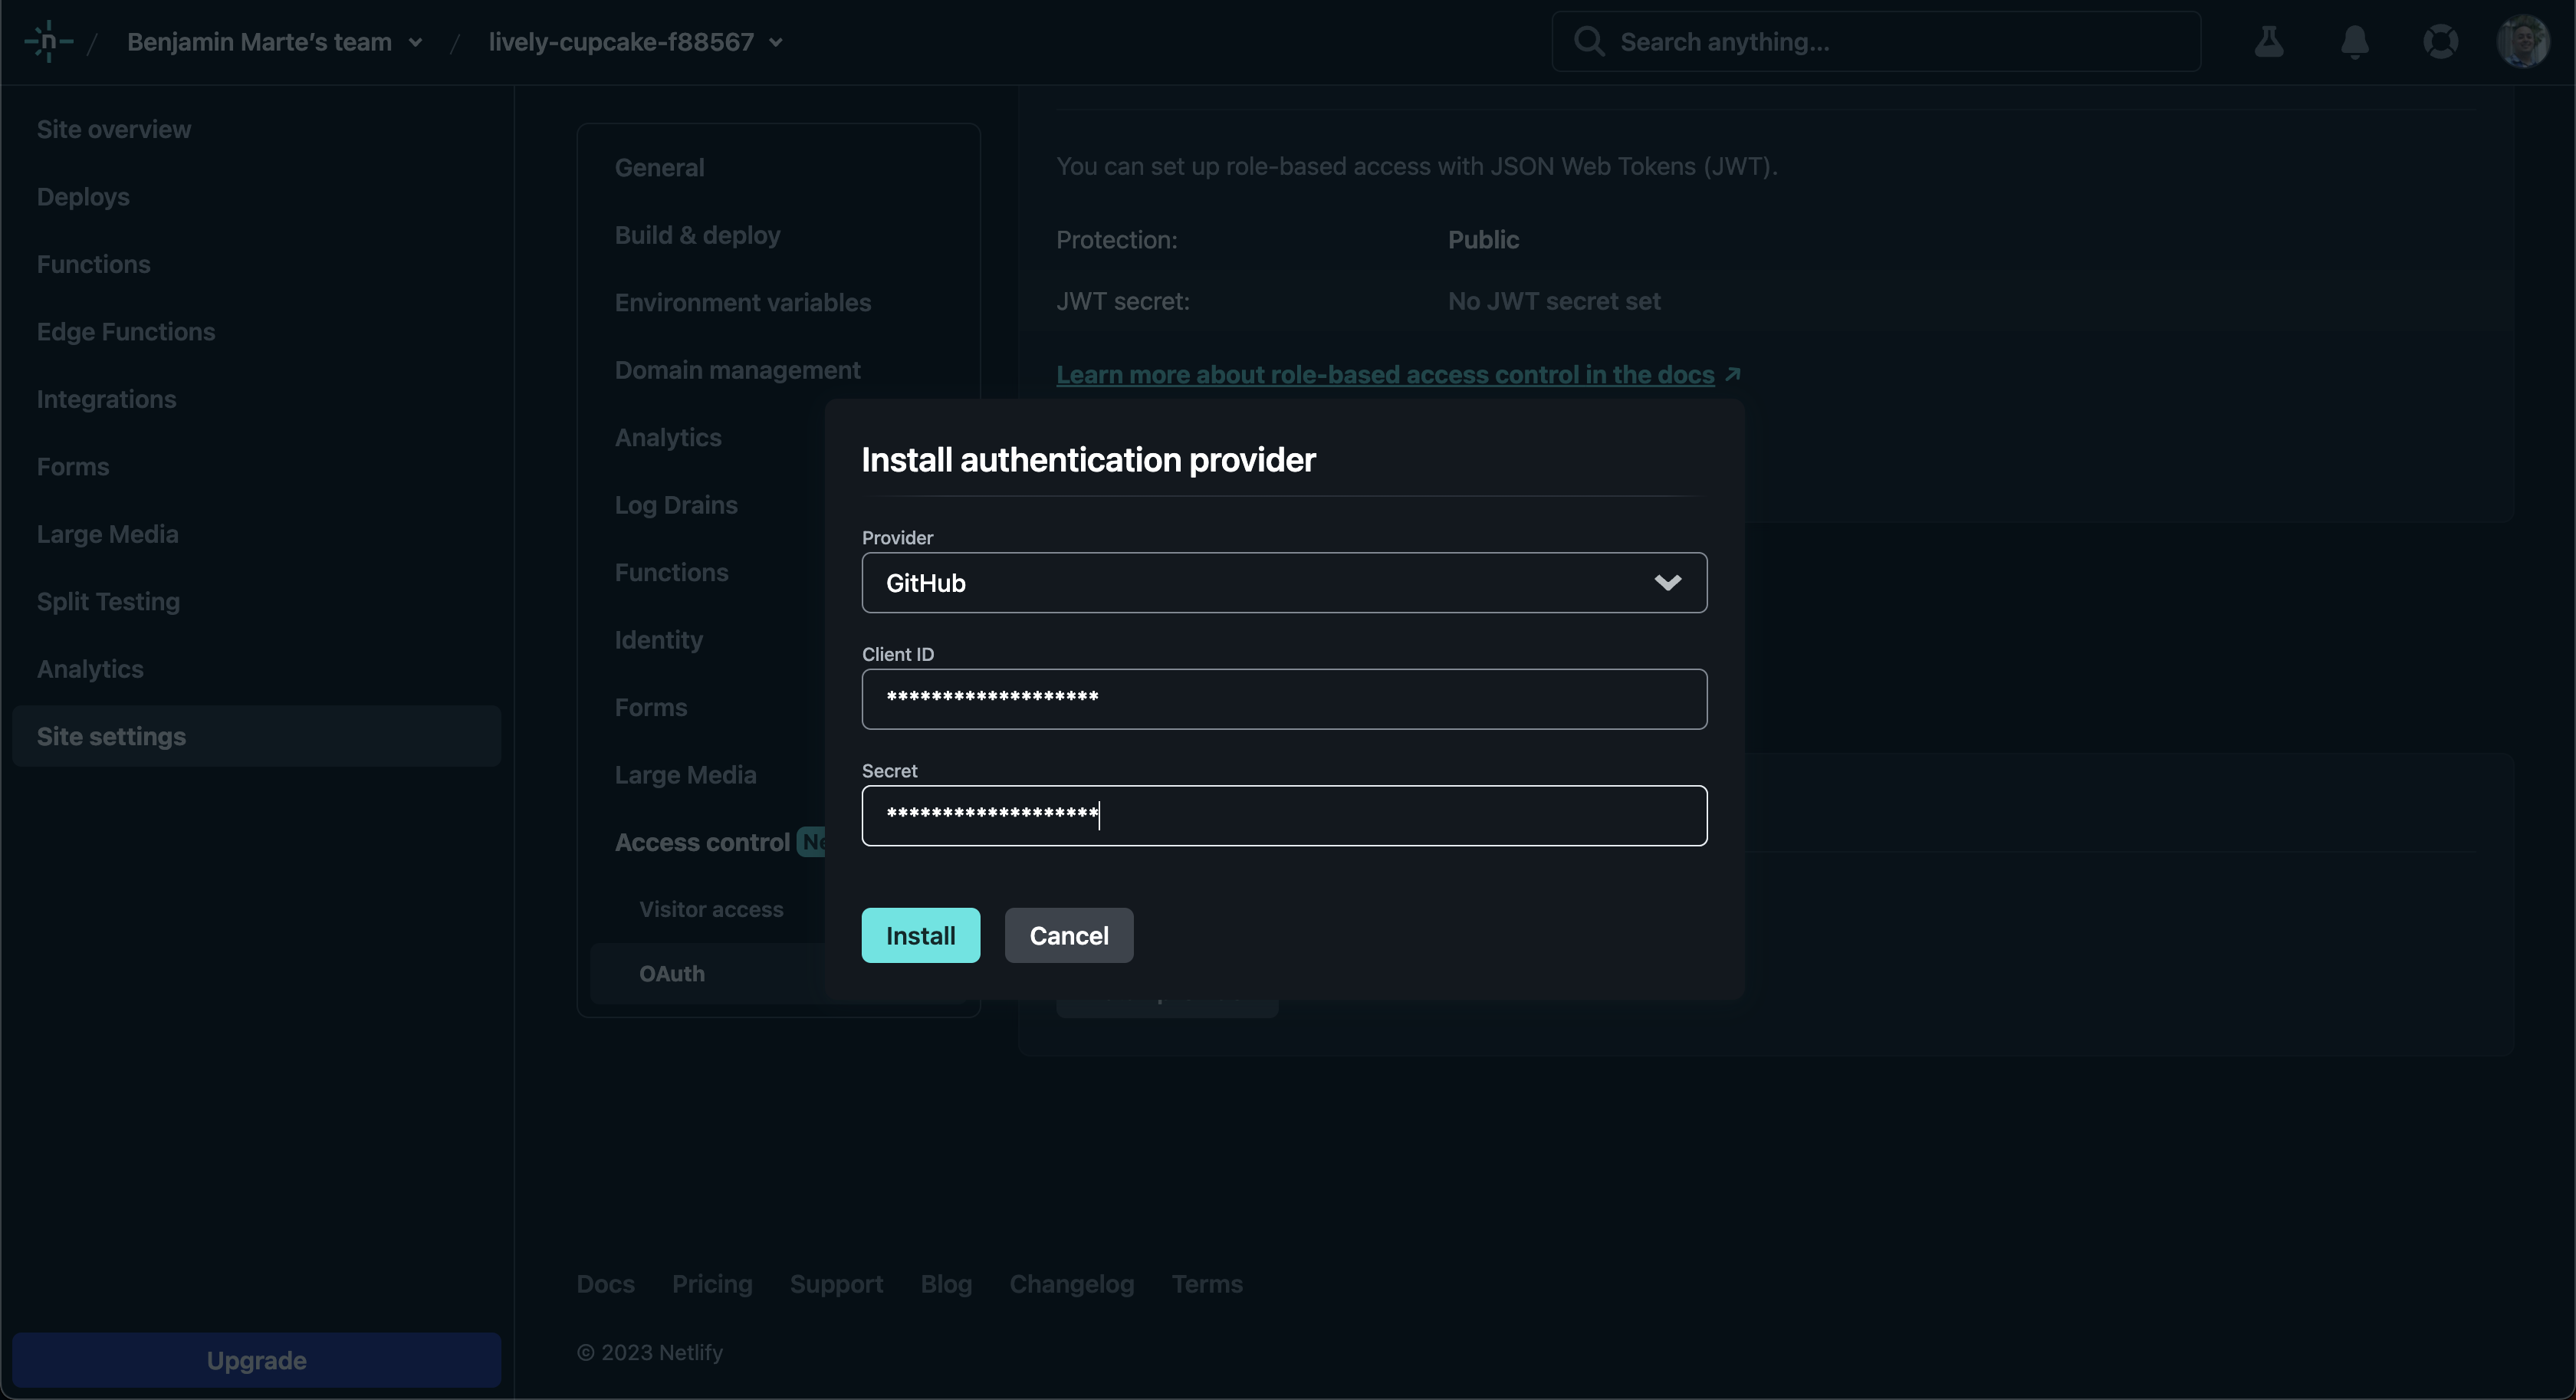 n / Benjamin Marte's team / lively-cupcake-f88567
Search anything...
Site overview
Deploys
Functions
Edge Functions
Integrations
Forms
Large Media
Split Testing
Analytics
Site settings
Upgrade
General
Build & deploy
Environment variables
Domain management
Analytics
Log Drains
Functions
Identity
Forms
Large Media
Access control Ne
Visitor access
OAuth
You can set up role-based access with JSON Web Tokens (JWT).
Protection: Public
JWT secret: No JWT secret set
Learn more about role-based access control in the docs ↗
Install authentication provider
Provider
GitHub
Client ID
*******************
Secret
*******************
Install Cancel
Docs Pricing Support Blog Changelog Terms
© 2023 Netlify